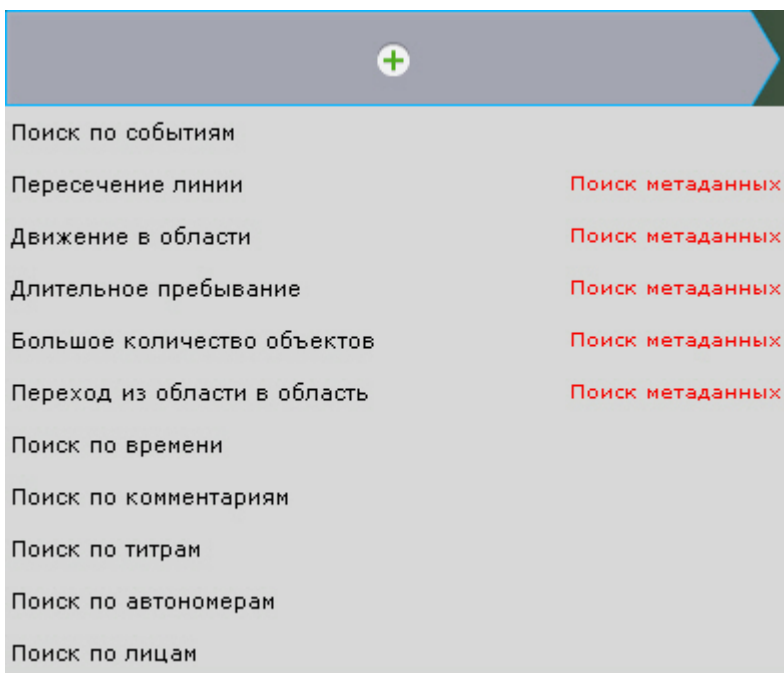 Поиск по событиям
Пересечение линии Поиск метаданных
Движение в области Поиск метаданных
Длительное пребывание Поиск метаданных
Большое количество объектов Поиск метаданных
Переход из области в область Поиск метаданных
Поиск по времени
Поиск по комментариям
Поиск по титрам
Поиск по автономерам
Поиск по лицам